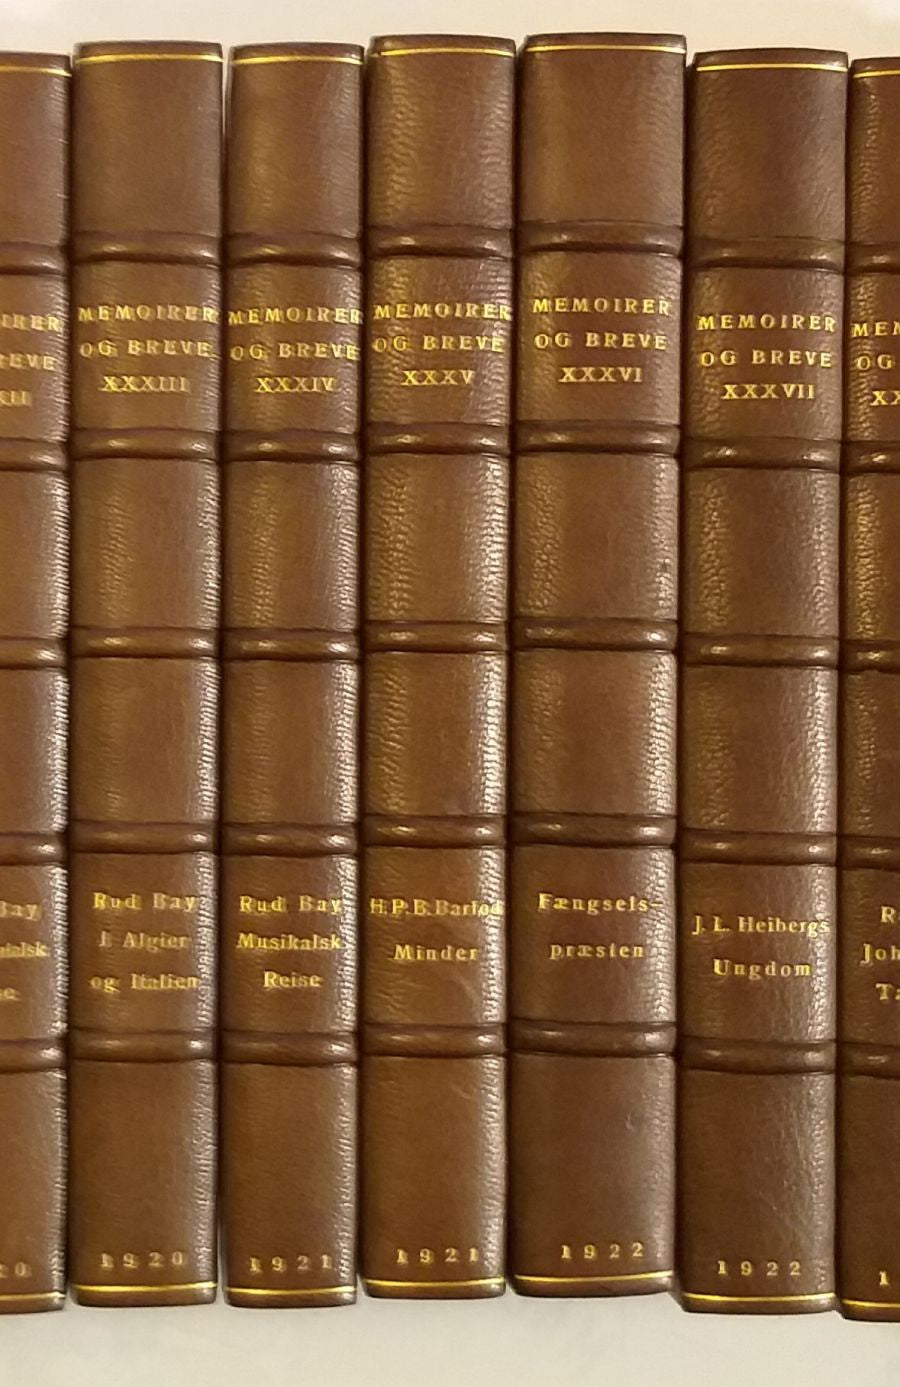 MEMOIRER
OG BREVE
XXXIII
Rud Bay
I Algier
og Italien
1920
MEMOIRER
OG BREVE
XXXIV
Rud Bay
Musikalsk
Reise
1921
MEMOIRER
OG BREVE
XXXV
H.P.B. Barfod
Minder
1921
MEMOIRER
OG BREVE
XXXVI
Fængsels-
præsten
1922
MEMOIRER
OG BREVE
XXXVII
J. L. Heibergs
Ungdom
1922